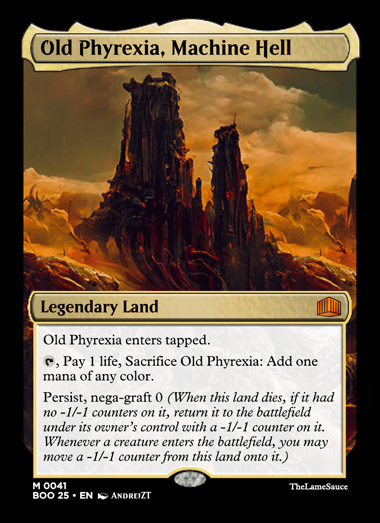 Old Phyrexia, Machine Hell
Legendary Land
Old Phyrexia enters tapped.
, Pay 1 life, Sacrifice Old Phyrexia: Add one
mana of any color.
Persist, nega-graft 0 (When this land dies, if it had
no -1/-1 counters on it, return it to the battlefield
under its owner's control with a -1/-1 counter on it.
Whenever a creature enters the battlefield, you may
move a -1/-1 counter from this land onto it.)
M 0041
BOO 25 • EN AndreiZT
TheLameSauce